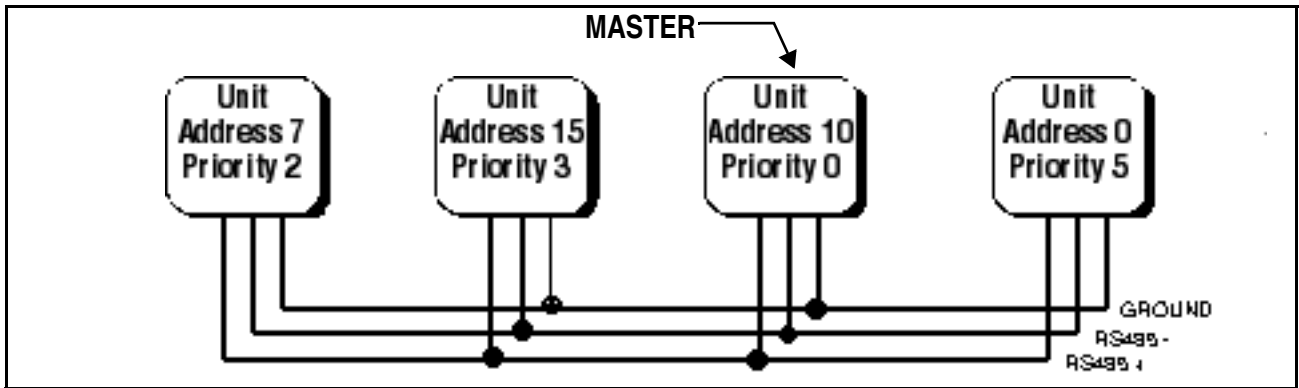 MASTER
Unit
Address 7
Priority 2
Unit
Address 15
Priority 3
Unit
Address 10
Priority 0
Unit
Address 0
Priority 5
GROUND
RS485 -
RS485 +